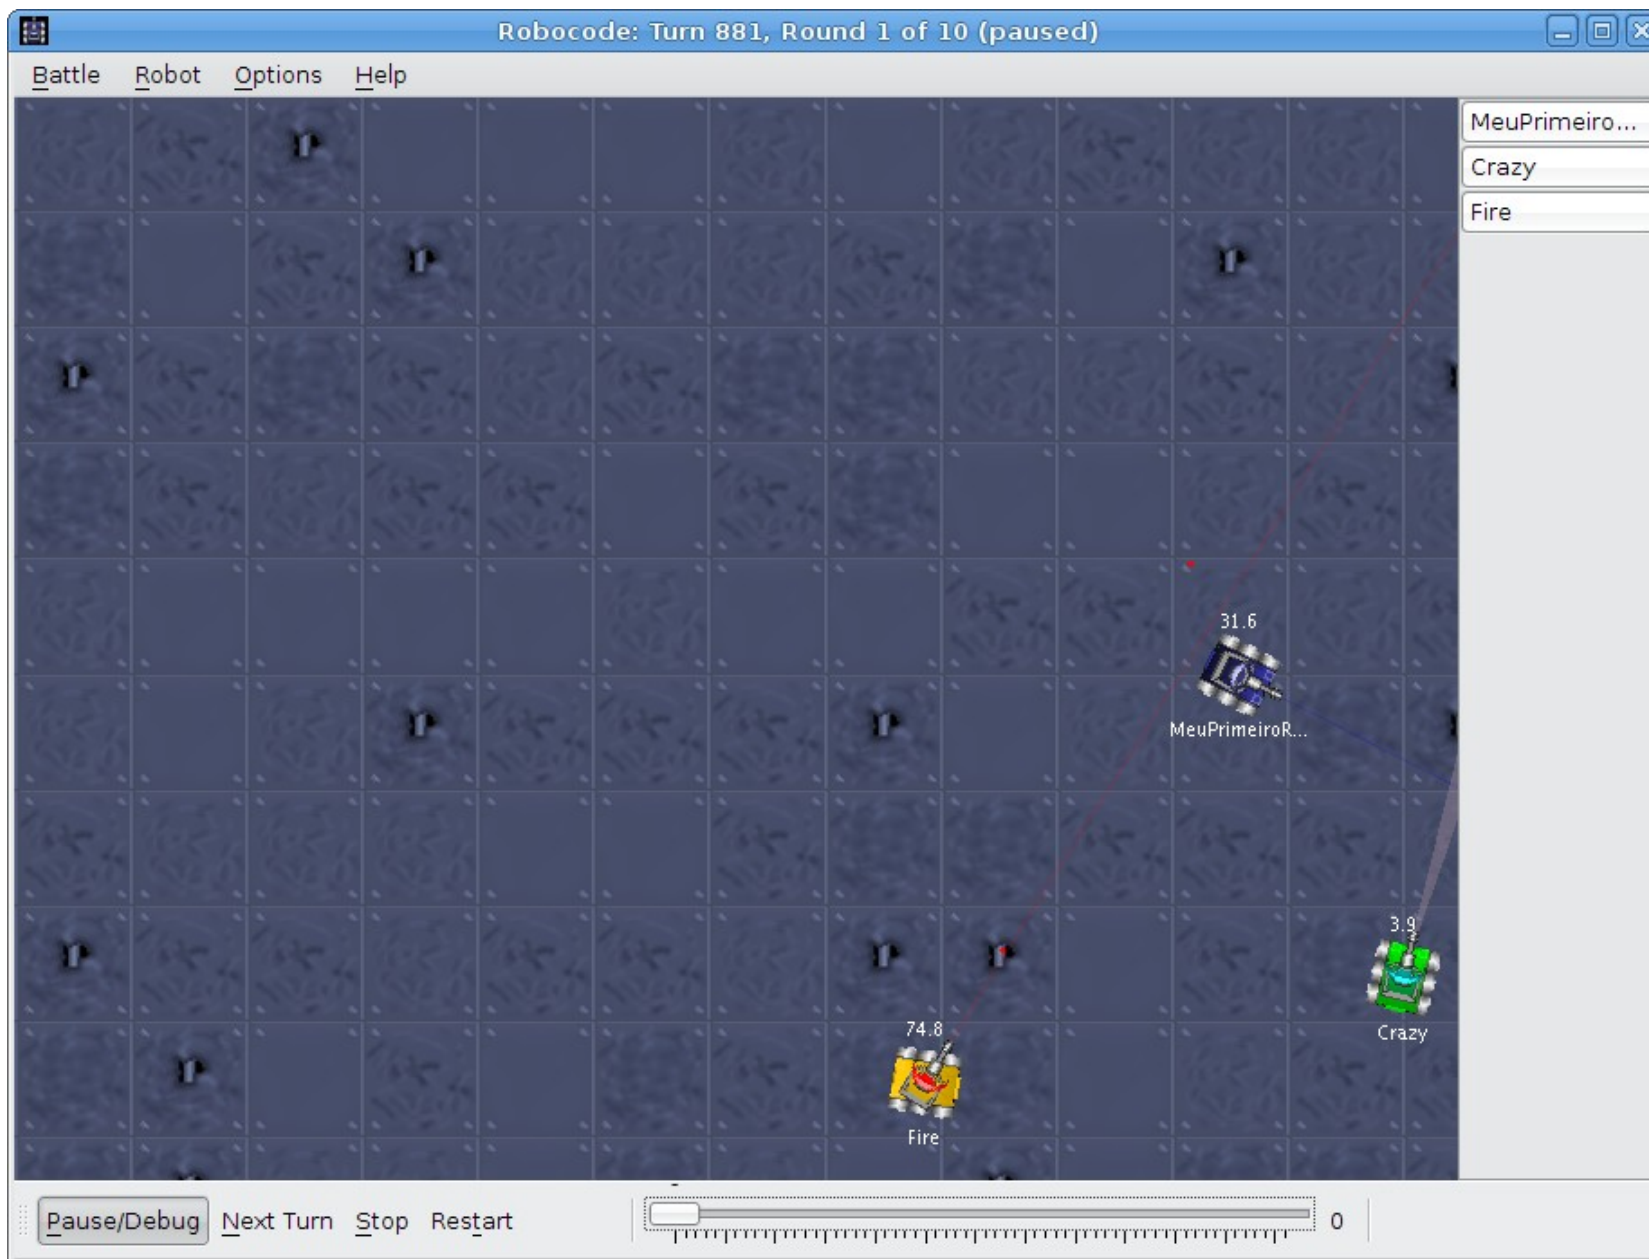 Robocode: Turn 881, Round 1 of 10 (paused)
Battle Robot Options Help
MeuPrimeiro...
Crazy
Fire
31.6
MeuPrimeiroR...
3.9
Crazy
74.8
Fire
Pause/Debug Next Turn Stop Restart 0